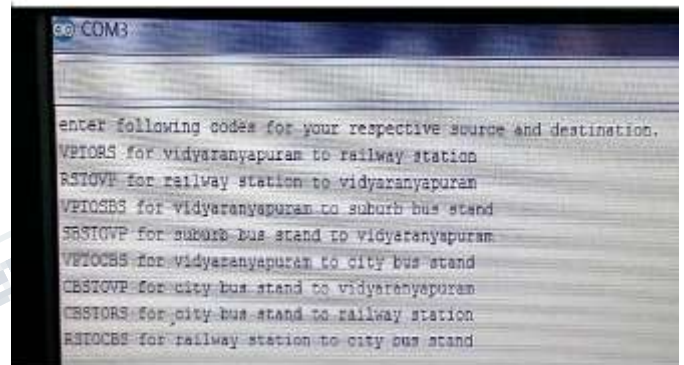 COM3
enter following codes for your respective source and destination.
VPTORS for vidyaranyapuram to railway station
RSTOVP for railway station to vidyaranyapuram
VPTOSBS for vidyaranyapuram to suburb bus stand
SBSTOVP for suburb bus stand to vidyaranyapuram
VPTOCBS for vidyaranyapuram to city bus stand
CBSTOVP for city bus stand to vidyaranyapuram
CBSTORS for city bus stand to railway station
RSTOCBS for railway station to city bus stand